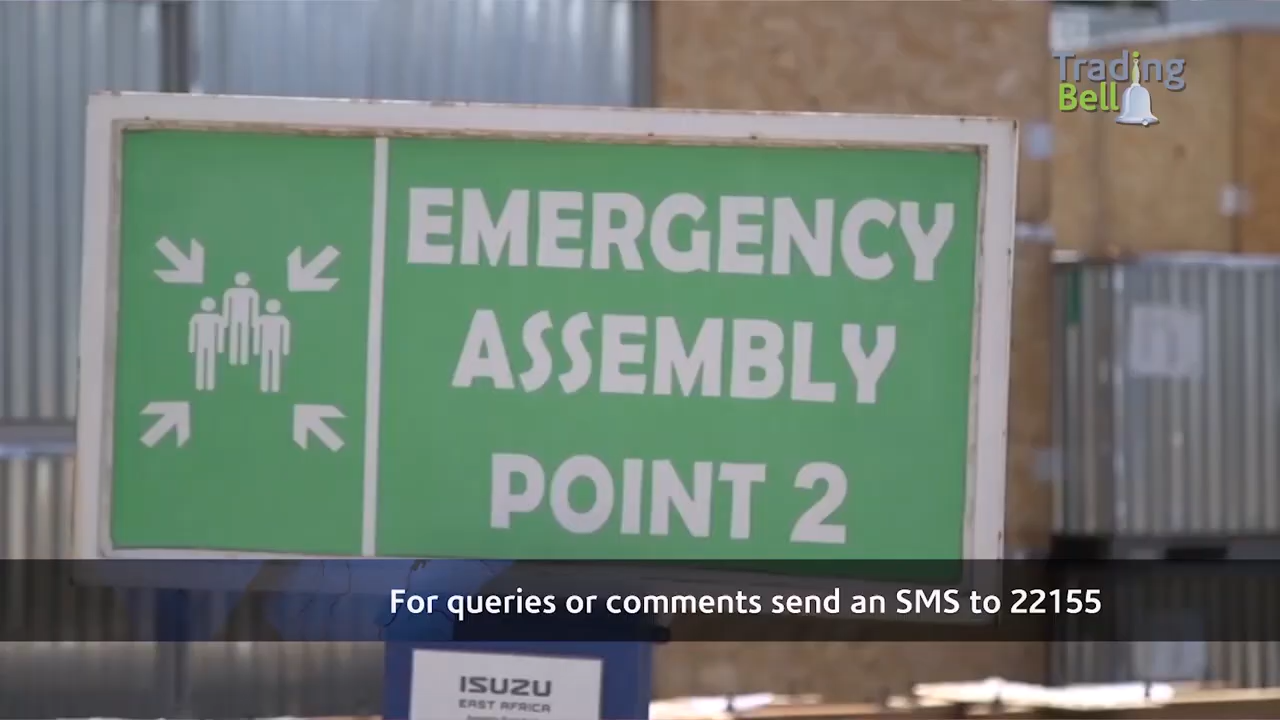 Trading
Bell
EMERGENCY
ASSEMBLY
POINT 2
For queries or comments send an SMS to 22155
ISUZU
EAST AFRICA